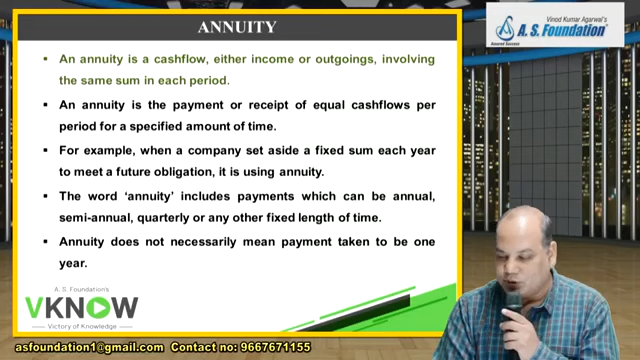 ANNUITY
Vinod Kumar Agarwal's
A. S. Foundation
Assured Success
▪ An annuity is a cashflow, either income or outgoings, involving
the same sum in each period.
▪ An annuity is the payment or receipt of equal cashflows per
period for a specified amount of time.
▪ For example, when a company set aside a fixed sum each year
to meet a future obligation, it is using annuity.
▪ The word ‘annuity’ includes payments which can be annual,
semi-annual, quarterly or any other fixed length of time.
▪ Annuity does not necessarily mean payment taken to be one
year.
A. S. Foundation's
VKNOW
Victory of Knowledge
asfoundation1@gmail.com Contact no: 9667671155